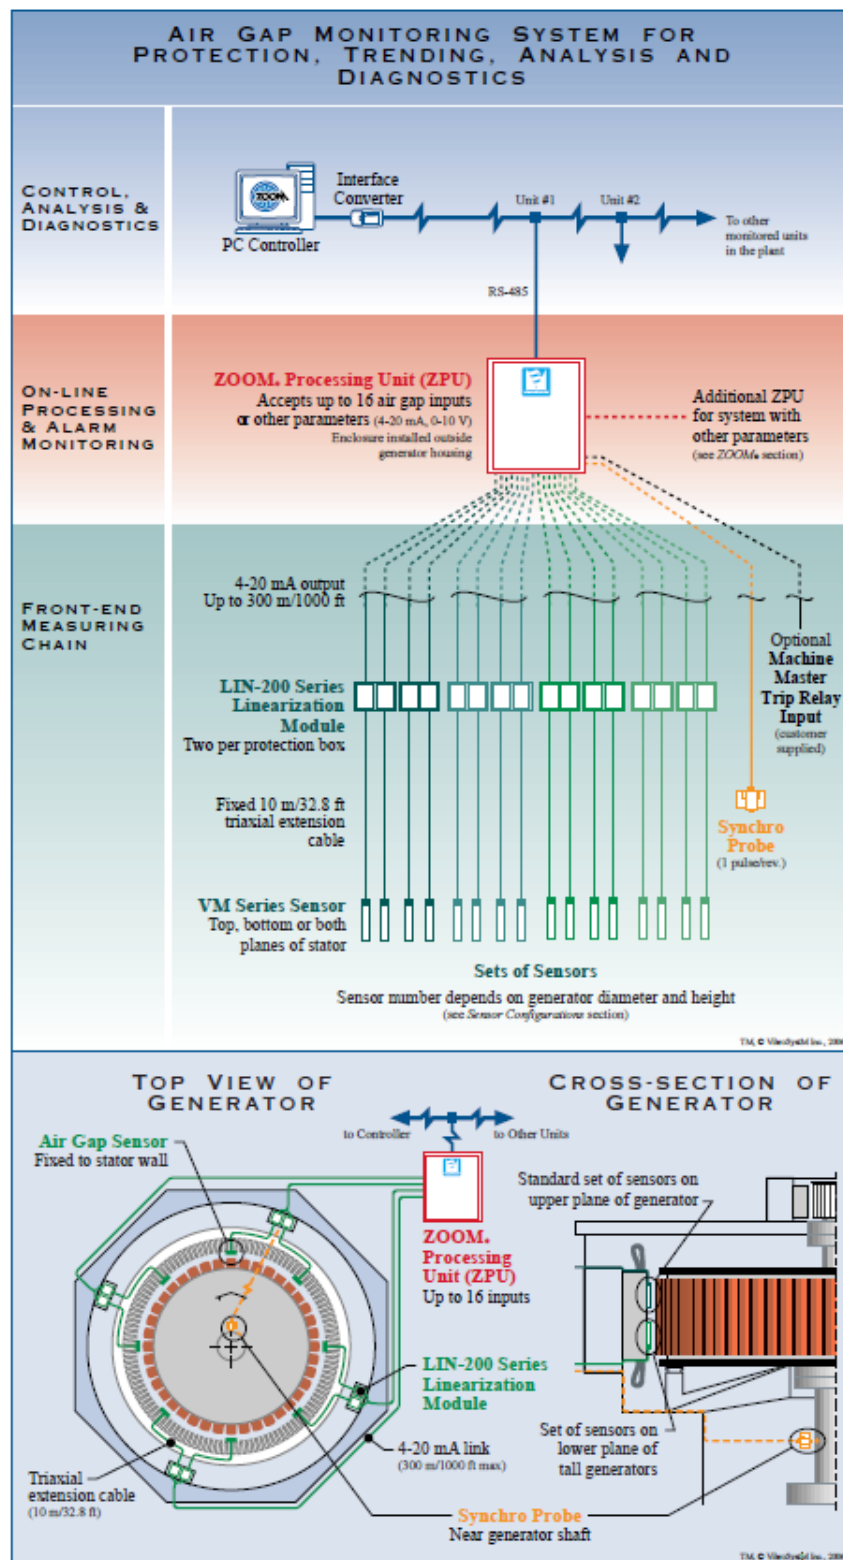 AIR GAP MONITORING SYSTEM FOR
PROTECTION, TRENDING, ANALYSIS AND
DIAGNOSTICS
CONTROL,
ANALYSIS &
DIAGNOSTICS
ZOOM
PC Controller
Interface
Converter
Unit #1
Unit #2
To other
monitored units
in the plant
RS-485
ON-LINE
PROCESSING
& ALARM
MONITORING
ZOOM® Processing Unit (ZPU)
Accepts up to 16 air gap inputs
or other parameters (4-20 mA, 0-10 V)
Enclosure installed outside
generator housing
Additional ZPU
for system with
other parameters
(see ZOOM® section)
FRONT-END
MEASURING
CHAIN
4-20 mA output
Up to 300 m/1000 ft
LIN-200 Series
Linearization
Module
Two per protection box
Optional
Machine
Master
Trip Relay
Input
(customer
supplied)
Fixed 10 m/32.8 ft
triaxial extension
cable
Synchro
Probe
(1 pulse/rev.)
VM Series Sensor
Top, bottom or both
planes of stator
Sets of Sensors
Sensor number depends on generator diameter and height
(see Sensor Configurations section)
TM, © VibroSystM Inc.,
TOP VIEW OF
GENERATOR
CROSS-SECTION OF
GENERATOR
to Controller
to Other Units
Air Gap Sensor
Fixed to stator wall
Standard set of sensors on
upper plane of generator
ZOOM®
Processing
Unit (ZPU)
Up to 16 inputs
LIN-200 Series
Linearization
Module
Set of sensors on
lower plane of
tall generators
4-20 mA link
(300 m/1000 ft max)
Triaxial
extension cable
(10 m/32.8 ft)
Synchro Probe
Near generator shaft
TM, © VibroSystM Inc.,